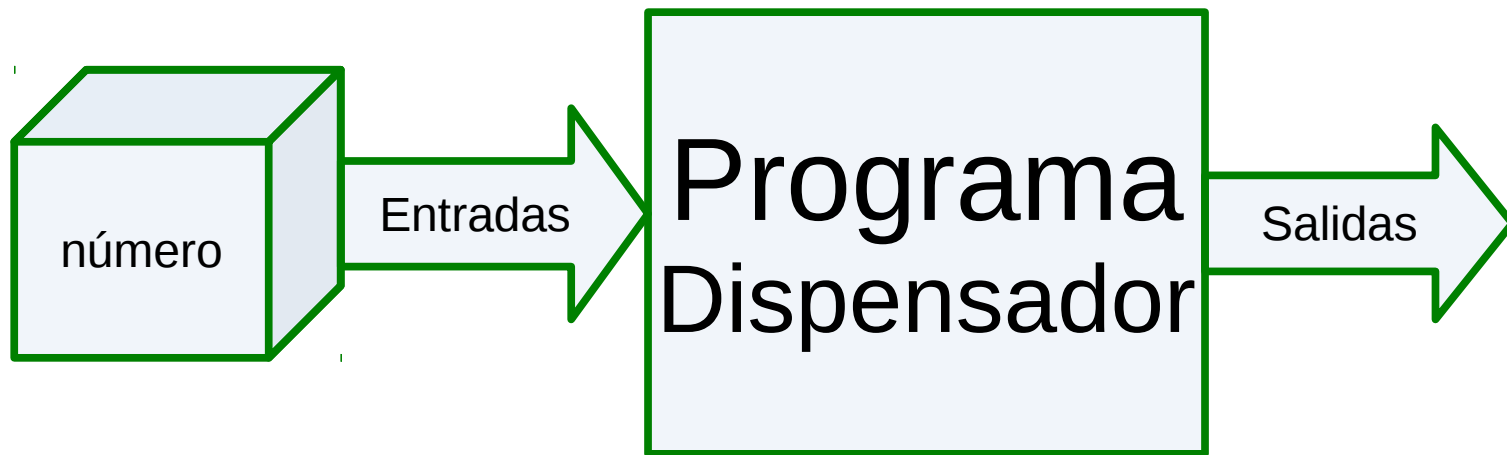 número
Entradas
Programa
Dispensador
Salidas